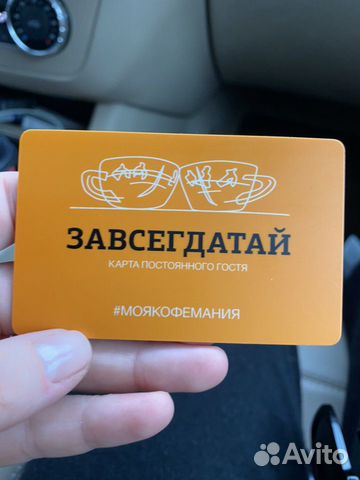 ЗАВСЕГДАТАЙ
КАРТА ПОСТОЯННОГО ГОСТЯ
#МОЯКОФЕМАНИЯ
Avito